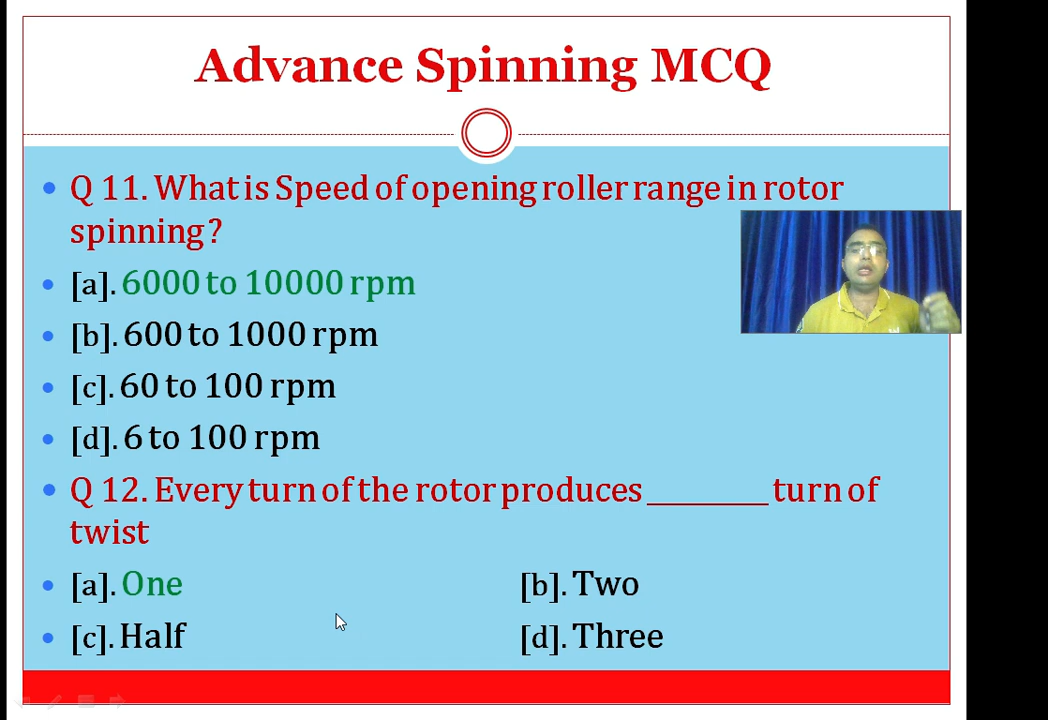 Advance Spinning MCQ
Q 11. What is Speed of opening roller range in rotor
spinning?
[a]. 6000 to 10000 rpm
[b]. 600 to 1000 rpm
[c]. 60 to 100 rpm
[d]. 6 to 100 rpm
Q 12. Every turn of the rotor produces _________ turn of
twist
[a]. One [b]. Two
[c]. Half [d]. Three